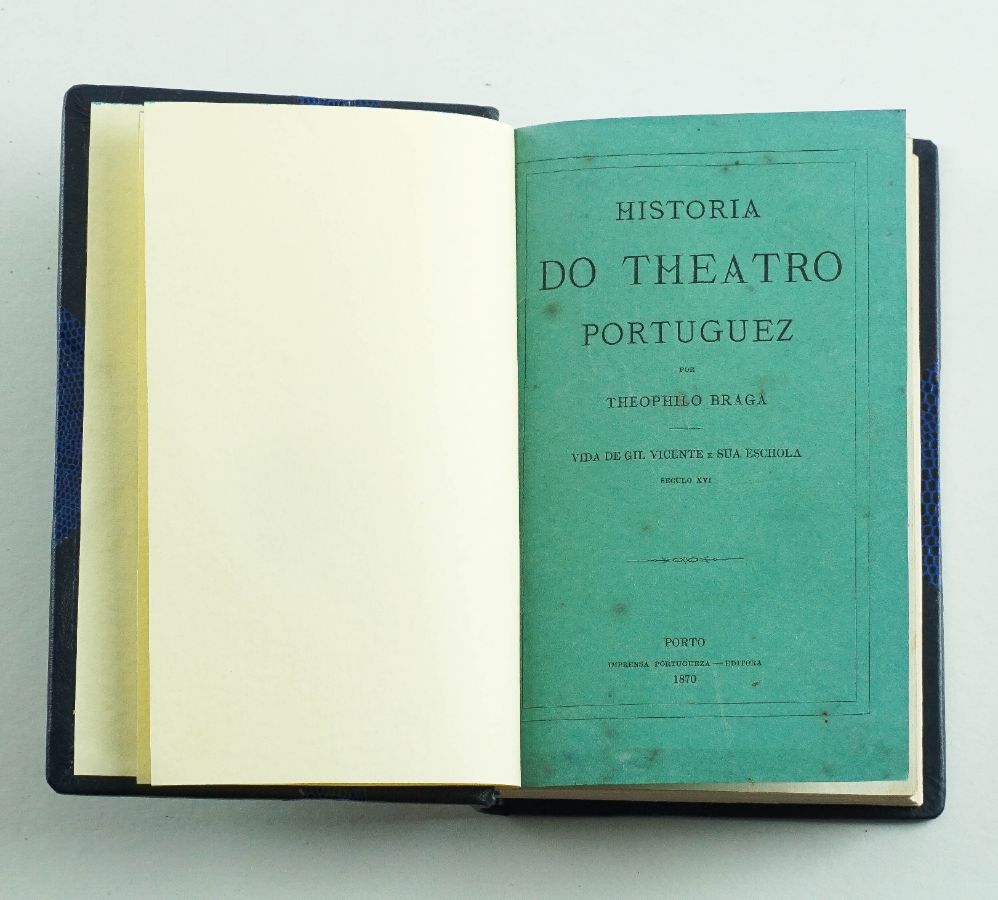 HISTORIA
DO THEATRO
PORTUGUEZ
POR
THEOPHILO BRAGA
VIDA DE GIL VICENTE E SUA ESCHOLA
SECULO XVI
PORTO
IMPRENSA PORTUGUEZA — EDITORA
1870